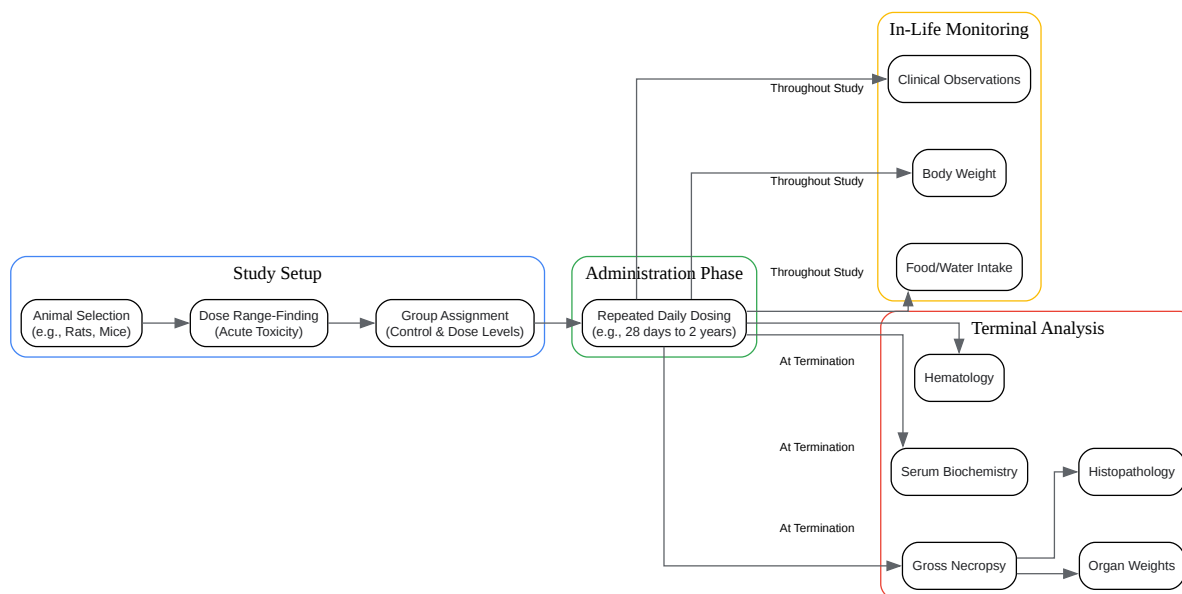 In-Life Monitoring
Clinical Observations
Throughout Study
Body Weight
Throughout Study
Food/Water Intake
Throughout Study
Study Setup
Animal Selection
(e.g., Rats, Mice)
Dose Range-Finding
(Acute Toxicity)
Group Assignment
(Control & Dose Levels)
Administration Phase
Repeated Daily Dosing
(e.g., 28 days to 2 years)
Terminal Analysis
At Termination
Hematology
At Termination
Serum Biochemistry
Histopathology
At Termination
Gross Necropsy
Organ Weights